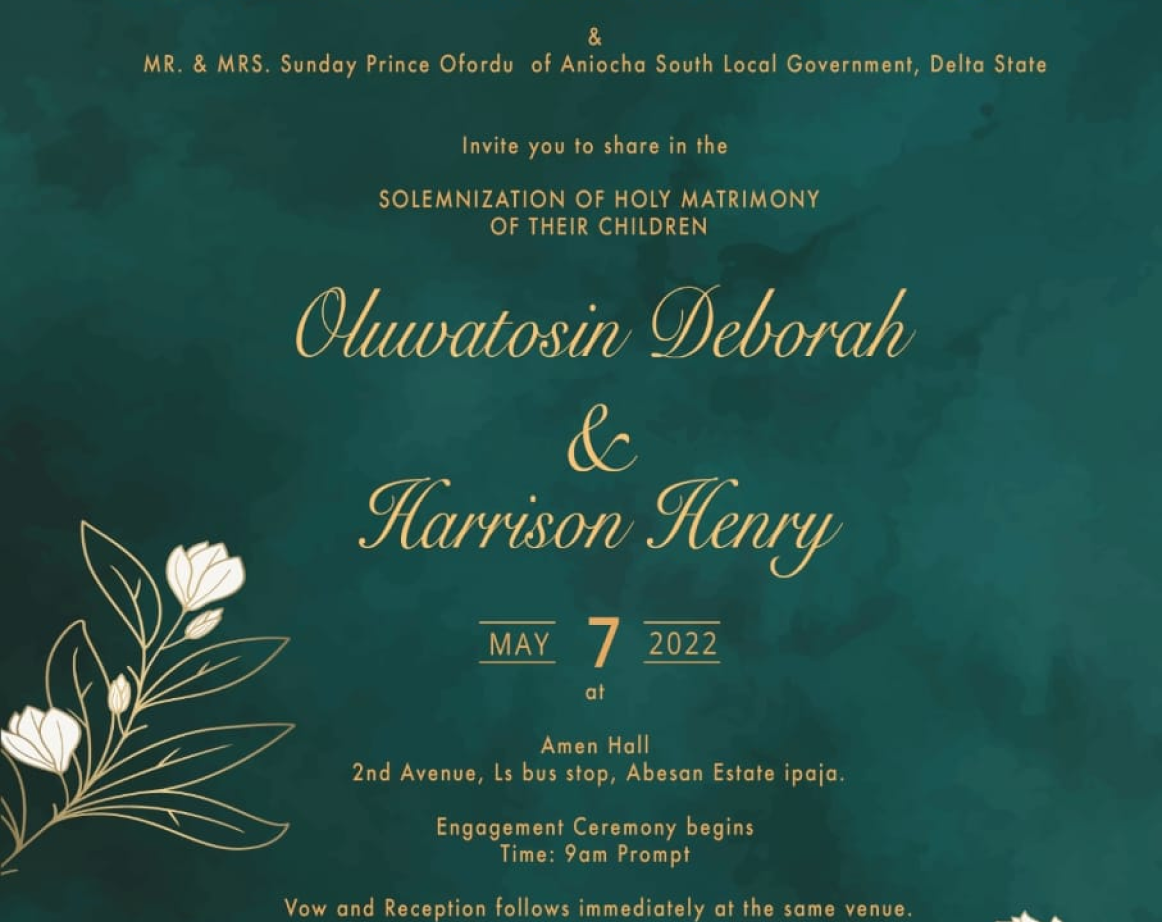 &
MR. & MRS. Sunday Prince Ofordu of Aniocha South Local Government, Delta State
Invite you to share in the
SOLEMNIZATION OF HOLY MATRIMONY
OF THEIR CHILDREN
Oluwatosin Deborah
&
Harrison Henry
MAY 7 2022
at
Amen Hall
2nd Avenue, Ls bus stop, Abesan Estate ipaja.
Engagement Ceremony begins
Time: 9am Prompt
Vow and Reception follows immediately at the same venue.